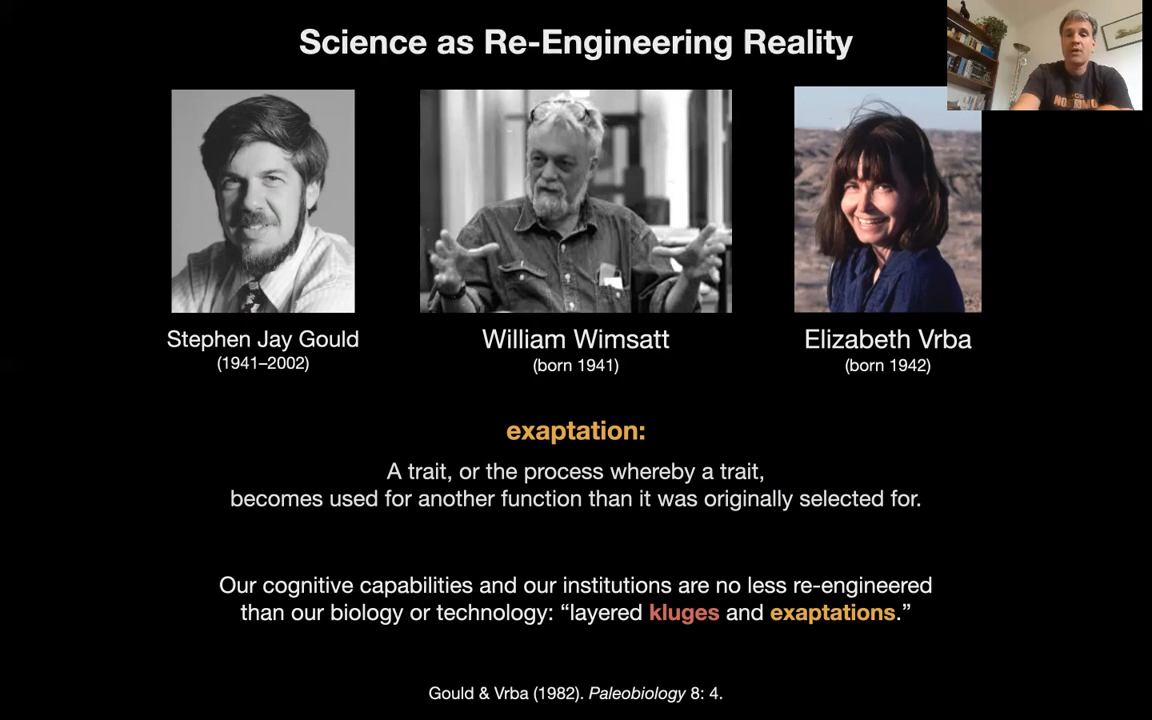 Science as Re-Engineering Reality
Stephen Jay Gould
(1941–2002)
William Wimsatt
(born 1941)
Elizabeth Vrba
(born 1942)
exaptation:
A trait, or the process whereby a trait,
becomes used for another function than it was originally selected for.
Our cognitive capabilities and our institutions are no less re-engineered
than our biology or technology: “layered kluges and exaptations.”
Gould & Vrba (1982). Paleobiology 8: 4.